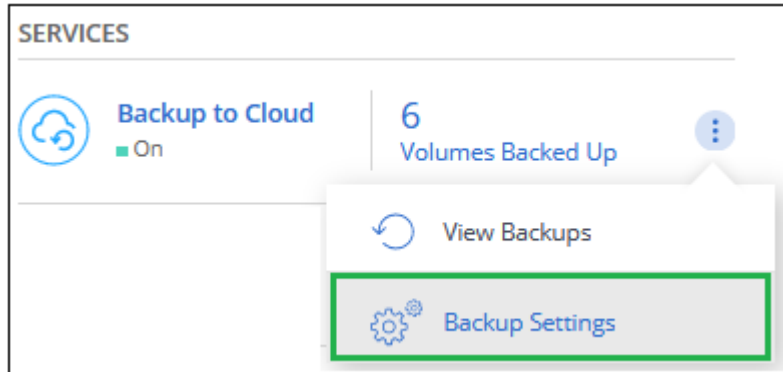 SERVICES
Backup to Cloud
On
6
Volumes Backed Up
View Backups
Backup Settings